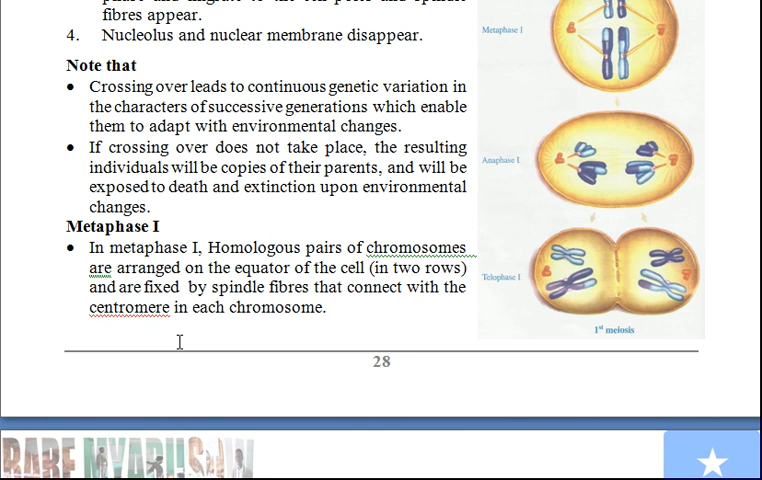 fibres appear.
4. Nucleolus and nuclear membrane disappear.
Note that
• Crossing over leads to continuous genetic variation in
the characters of successive generations which enable
them to adapt with environmental changes.
• If crossing over does not take place, the resulting
individuals will be copies of their parents, and will be
exposed to death and extinction upon environmental
changes.
Metaphase I
• In metaphase I, Homologous pairs of chromosomes
are arranged on the equator of the cell (in two rows)
and are fixed by spindle fibres that connect with the
centromere in each chromosome.
Metaphase I
Anaphase I
Telophase I
1st meiosis
28